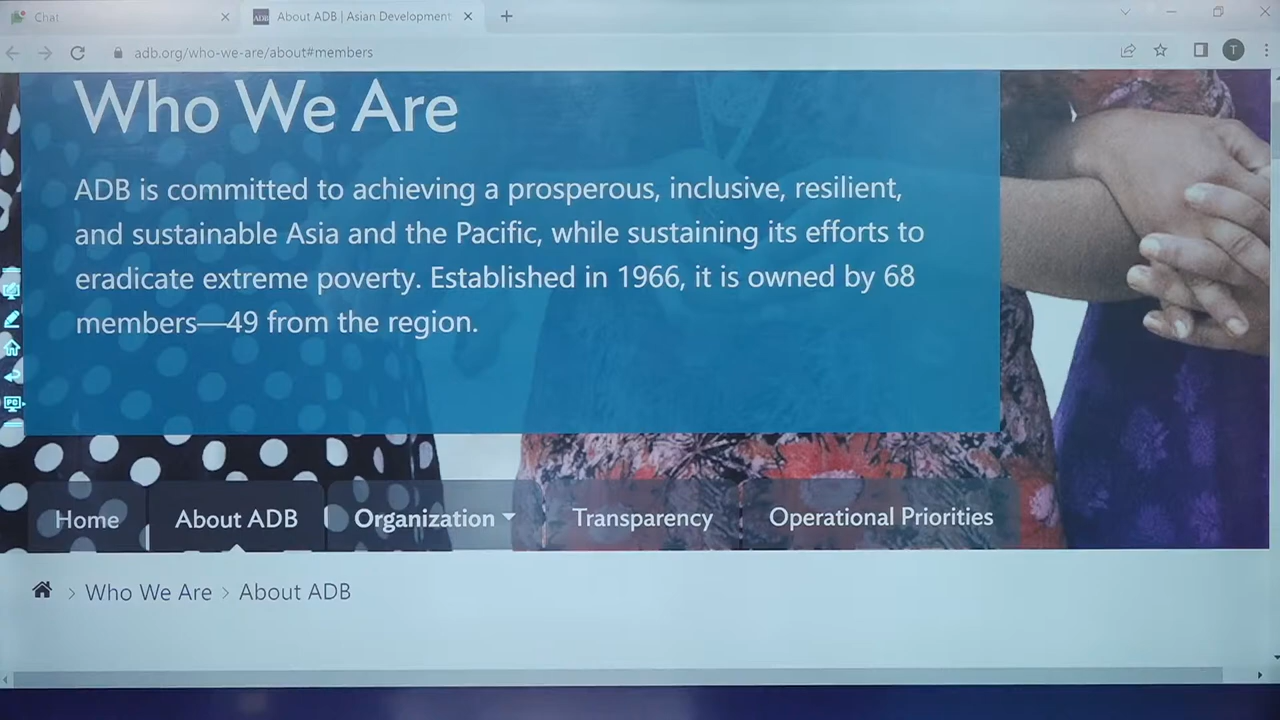 Chat
ADB
About ADB | Asian Development
adb.org/who-we-are/about#members
T
Who We Are
ADB is committed to achieving a prosperous, inclusive, resilient,
and sustainable Asia and the Pacific, while sustaining its efforts to
eradicate extreme poverty. Established in 1966, it is owned by 68
members—49 from the region.
PC
Home
About ADB
Organization
Transparency
Operational Priorities
Who We Are
About ADB